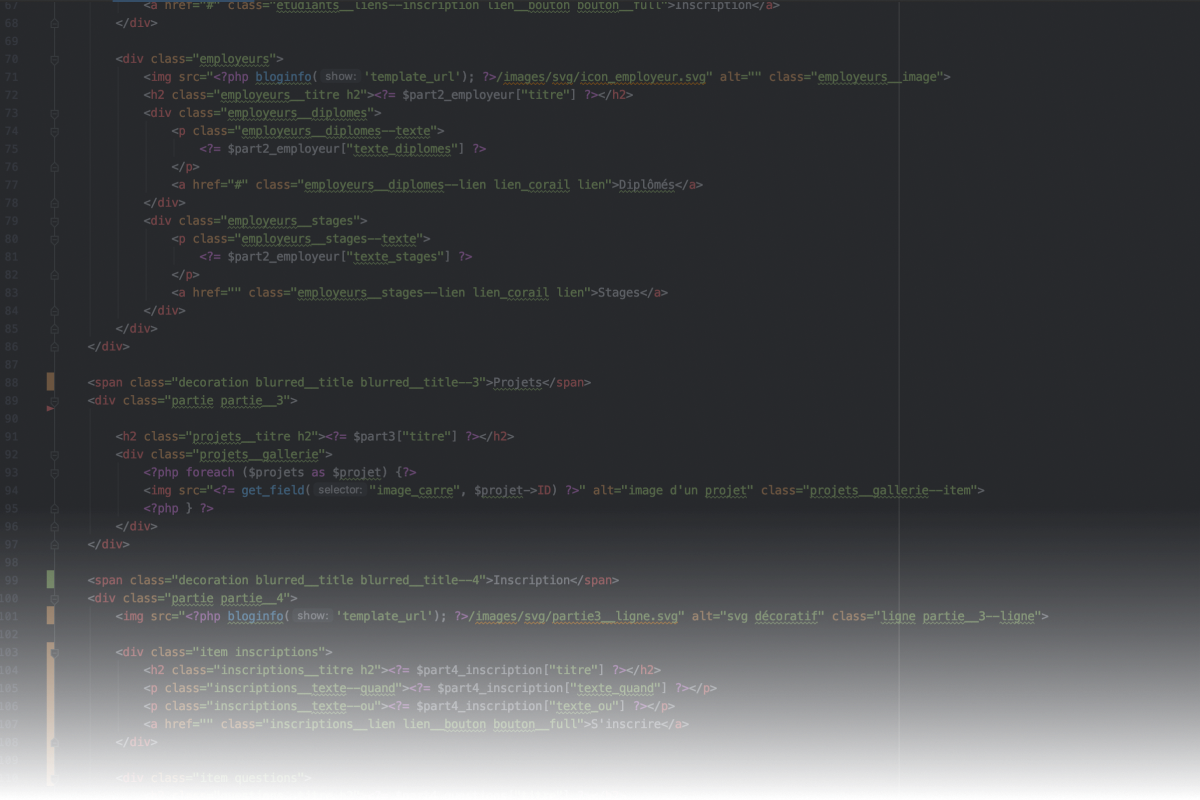 67 <a href="#" class="etudiants__liens--inscription lien__bouton bouton__full">Inscription</a>
68 </div>
69
70 <div class="employeurs">
71 <img src="<?php bloginfo( show: 'template_url'); ?>/images/svg/icon_employeur.svg" alt="" class="employeurs__image">
72 <h2 class="employeurs__titre h2"><?= $part2_employeur["titre"] ?></h2>
73 <div class="employeurs__diplomes">
74 <p class="employeurs__diplomes--texte">
75 <?= $part2_employeur["texte_diplomes"] ?>
76 </p>
77 <a href="#" class="employeurs__diplomes--lien lien_corail lien">Diplômés</a>
78 </div>
79 <div class="employeurs__stages">
80 <p class="employeurs__stages--texte">
81 <?= $part2_employeur["texte_stages"] ?>
82 </p>
83 <a href="" class="employeurs__stages--lien lien_corail lien">Stages</a>
84 </div>
85 </div>
86 </div>
87
88 <span class="decoration blurred__title blurred__title--3">Projets</span>
89 <div class="partie partie__3">
90
91 <h2 class="projets__titre h2"><?= $part3["titre"] ?></h2>
92 <div class="projets__gallerie">
93 <?php foreach ($projets as $projet) {?>
94 <img src="<?= get_field( selector: "image_carre", $projet->ID) ?>" alt="image d'un projet" class="projets__gallerie--item">
95 <?php } ?>
96 </div>
97 </div>
98
99 <span class="decoration blurred__title blurred__title--4">Inscription</span>
100 <div class="partie partie__4">
101 <img src="<?php bloginfo( show: 'template_url'); ?>/images/svg/partie3__ligne.svg" alt="svg décoratif" class="ligne partie__3--ligne">
102
103 <div class="item inscriptions">
104 <h2 class="inscriptions__titre h2"><?= $part4_inscription["titre"] ?></h2>
105 <p class="inscriptions__texte--quand"><?= $part4_inscription["texte_quand"] ?></p>
106 <p class="inscriptions__texte--ou"><?= $part4_inscription["texte_ou"] ?></p>
107 <a href="" class="inscriptions__lien lien__bouton bouton__full">S'inscrire</a>
108 </div>
<div class="item questions">